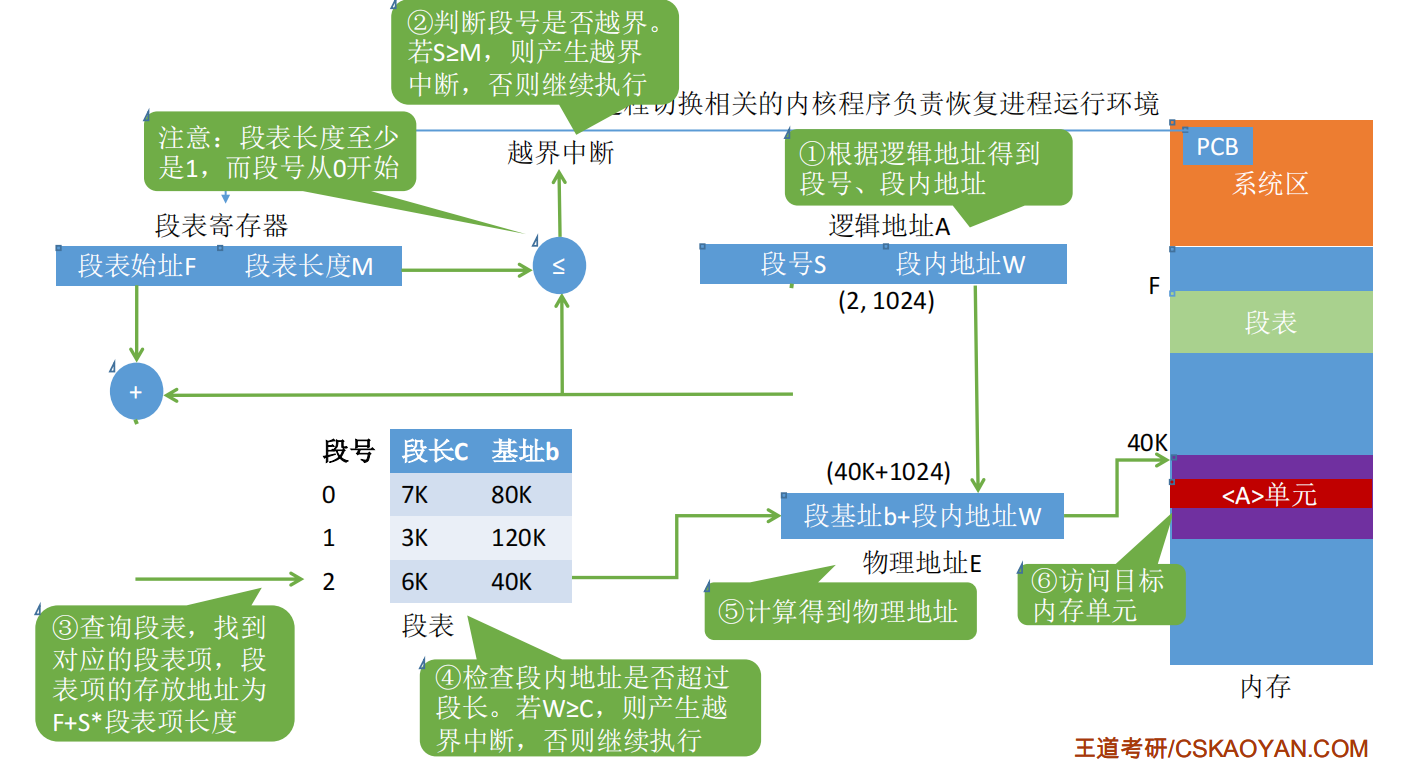 ②判断段号是否越界。
若S≥M，则产生越界
中断，否则继续执行
程切换相关的内核程序负责恢复进程运行环境
注意：段表长度至少
是1，而段号从0开始
越界中断
①根据逻辑地址得到
段号、段内地址
PCB
系统区
段表寄存器
逻辑地址A
段表始址F 段表长度M
≤
段号S 段内地址W
(2, 1024)
F
段表
+
段号 段长C 基址b
0 7K 80K
1 3K 120K
2 6K 40K
段表
40K
(40K+1024)
<A>单元
段基址b+段内地址W
物理地址E
③查询段表，找到
对应的段表项，段
表项的存放地址为
F+S*段表项长度
④检查段内地址是否超过
段长。若W≥C，则产生越
界中断，否则继续执行
⑤计算得到物理地址
⑥访问目标
内存单元
内存
王道考研/CSKAOYAN.COM